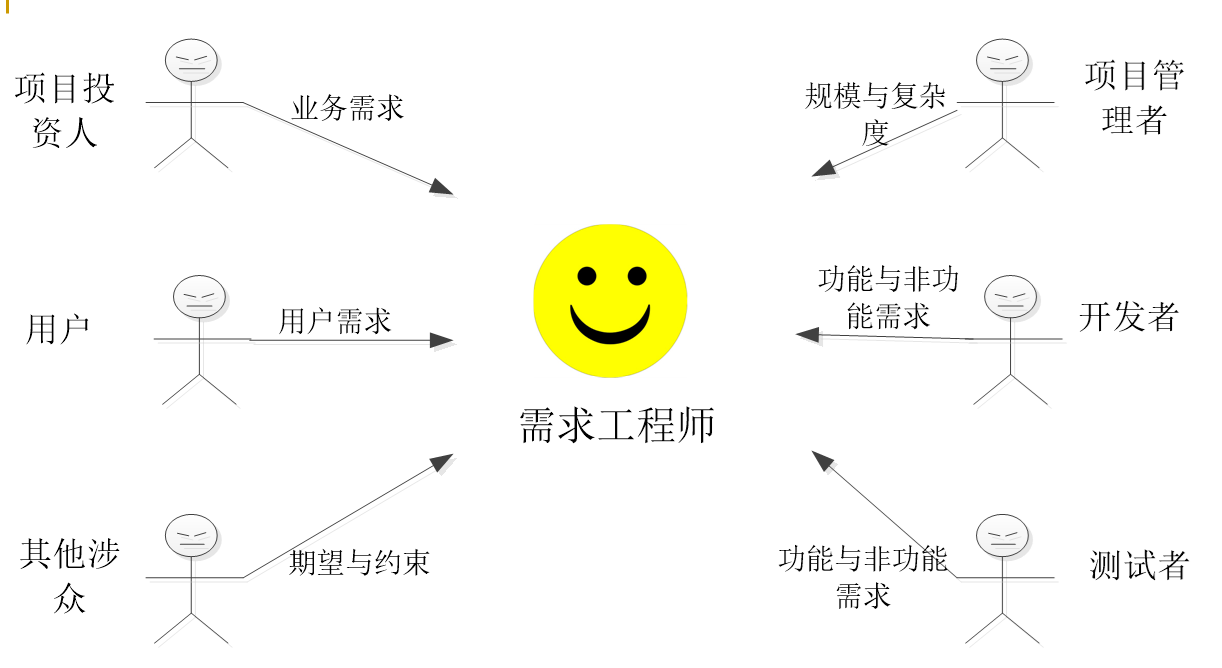 项目投
资人
业务需求
规模与复杂
度
项目管
理者
用户
用户需求
功能与非功
能需求
开发者
需求工程师
其他涉
众
期望与约束
功能与非功能
需求
测试者